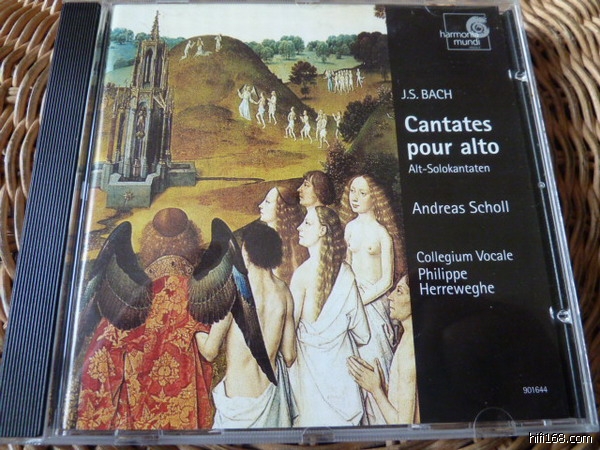 harmonia
mundi
J.S. BACH
Cantates
pour alto
Alt-Solokantaten
Andreas Scholl
Collegium Vocale
Philippe
Herreweghe
901644
hifi168.com